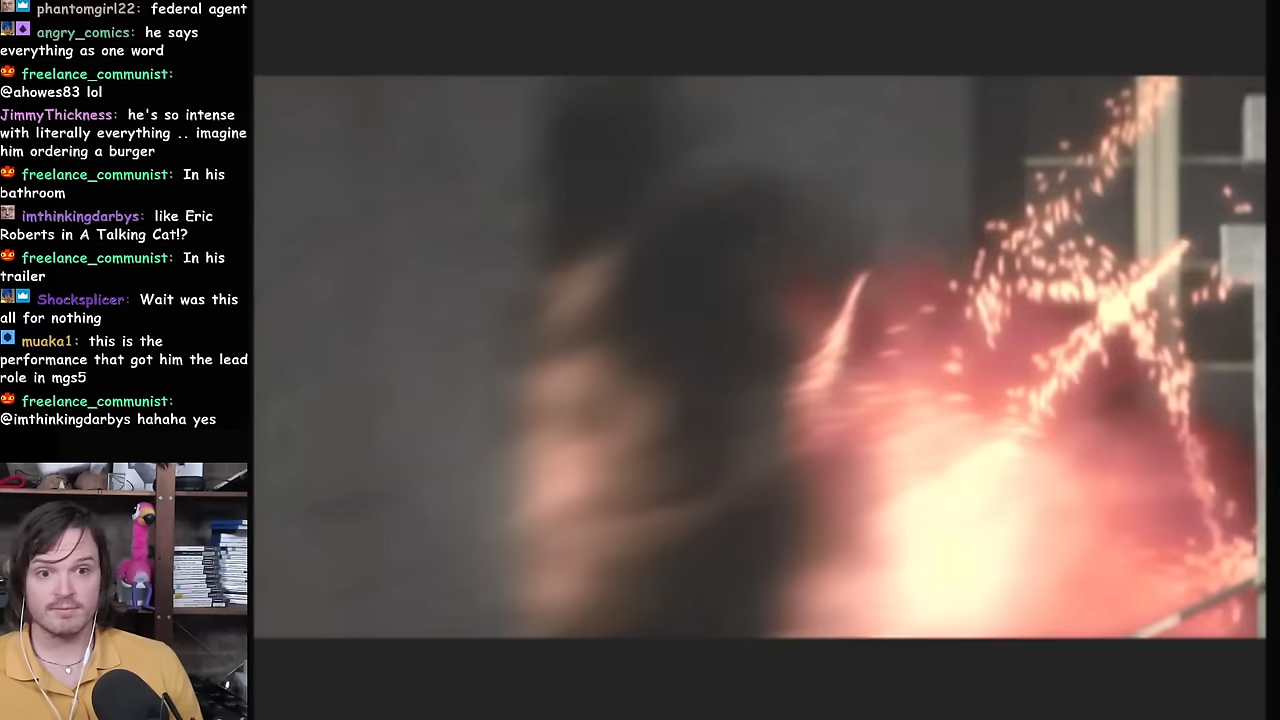 phantomgirl22: federal agent
angry_comics: he says
everything as one word
freelance_communist:
@ahowes83 lol
JimmyThickness: he's so intense
with literally everything .. imagine
him ordering a burger
freelance_communist: In his
bathroom
imthinkingdarbys: like Eric
Roberts in A Talking Cat!?
freelance_communist: In his
trailer
Shocksplicer: Wait was this
all for nothing
muaka1: this is the
performance that got him the lead
role in mgs5
freelance_communist:
@imthinkingdarbys hahaha yes